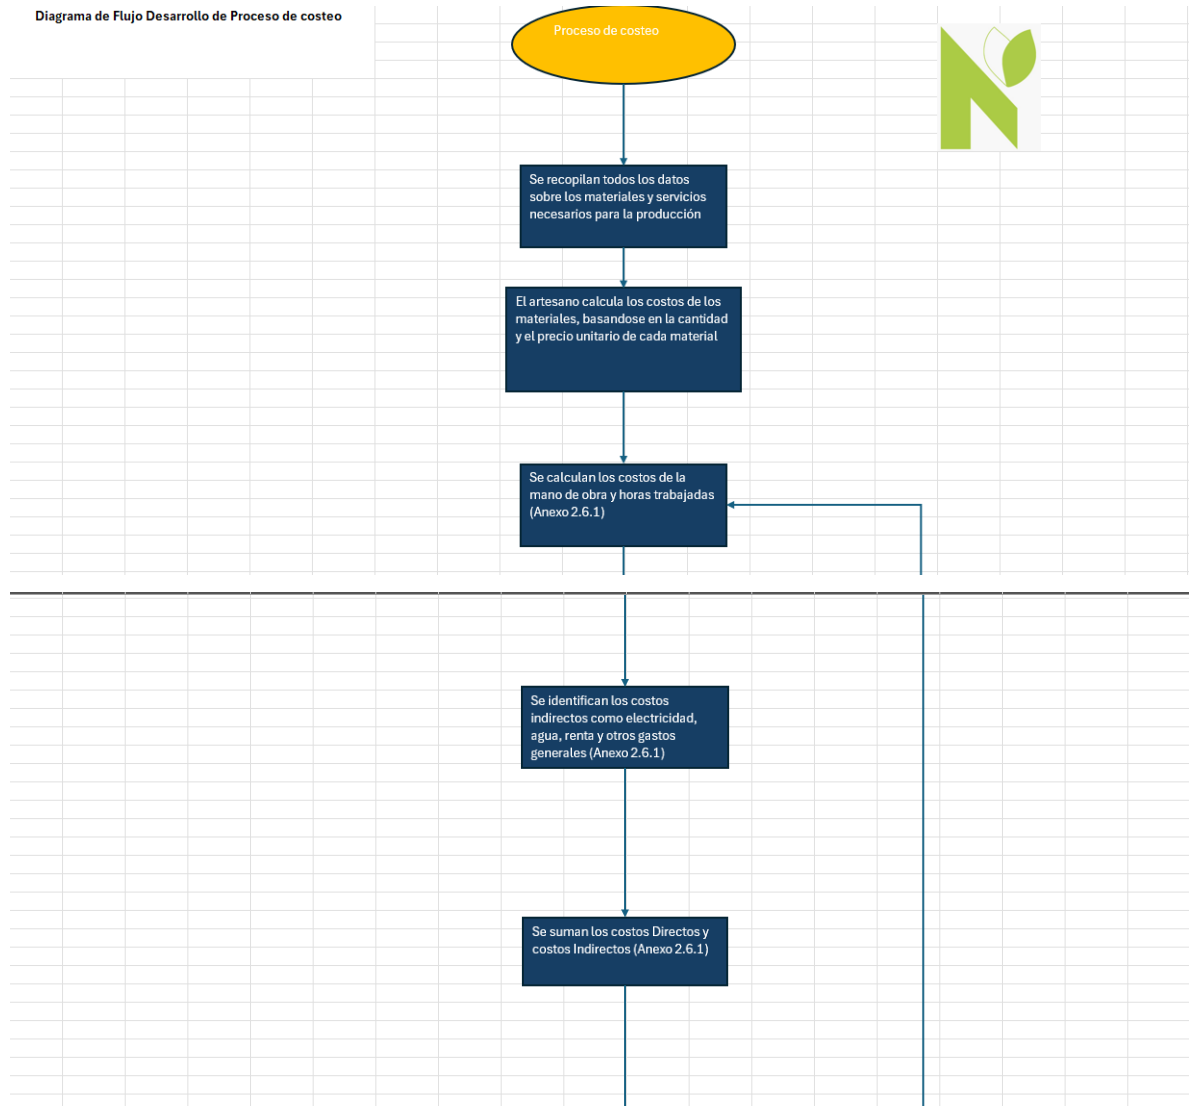 Diagrama de Flujo Desarrollo de Proceso de costeo
Proceso de costeo
Se recopilan todos los datos
sobre los materiales y servicios
necesarios para la producción
El artesano calcula los costos de los
materiales, basandose en la cantidad
y el precio unitario de cada material
Se calculan los costos de la
mano de obra y horas trabajadas
(Anexo 2.6.1)
Se identifican los costos
indirectos como electricidad,
agua, renta y otros gastos
generales (Anexo 2.6.1)
Se suman los costos Directos y
costos Indirectos (Anexo 2.6.1)